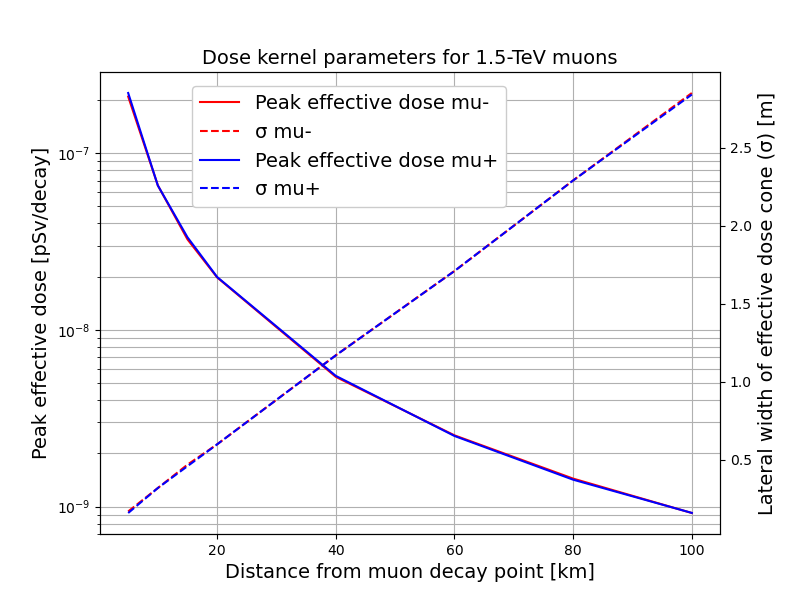 Dose kernel parameters for 1.5-TeV muons
Peak effective dose mu-
σ mu-
Peak effective dose mu+
σ mu+
Peak effective dose [pSv/decay]
10⁻⁷
10⁻⁸
10⁻⁹
2.5
2.0
1.5
1.0
0.5
Lateral width of effective dose cone (σ) [m]
20 40 60 80 100
Distance from muon decay point [km]